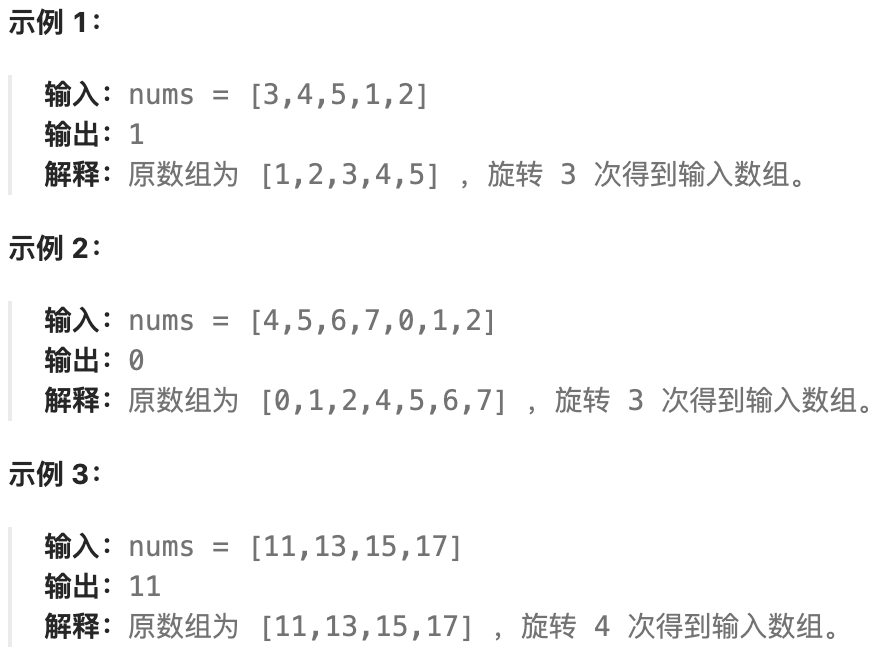 示例 1：
输入：nums = [3,4,5,1,2]
输出：1
解释：原数组为 [1,2,3,4,5] ，旋转 3 次得到输入数组。
示例 2：
输入：nums = [4,5,6,7,0,1,2]
输出：0
解释：原数组为 [0,1,2,4,5,6,7] ，旋转 3 次得到输入数组。
示例 3：
输入：nums = [11,13,15,17]
输出：11
解释：原数组为 [11,13,15,17] ，旋转 4 次得到输入数组。